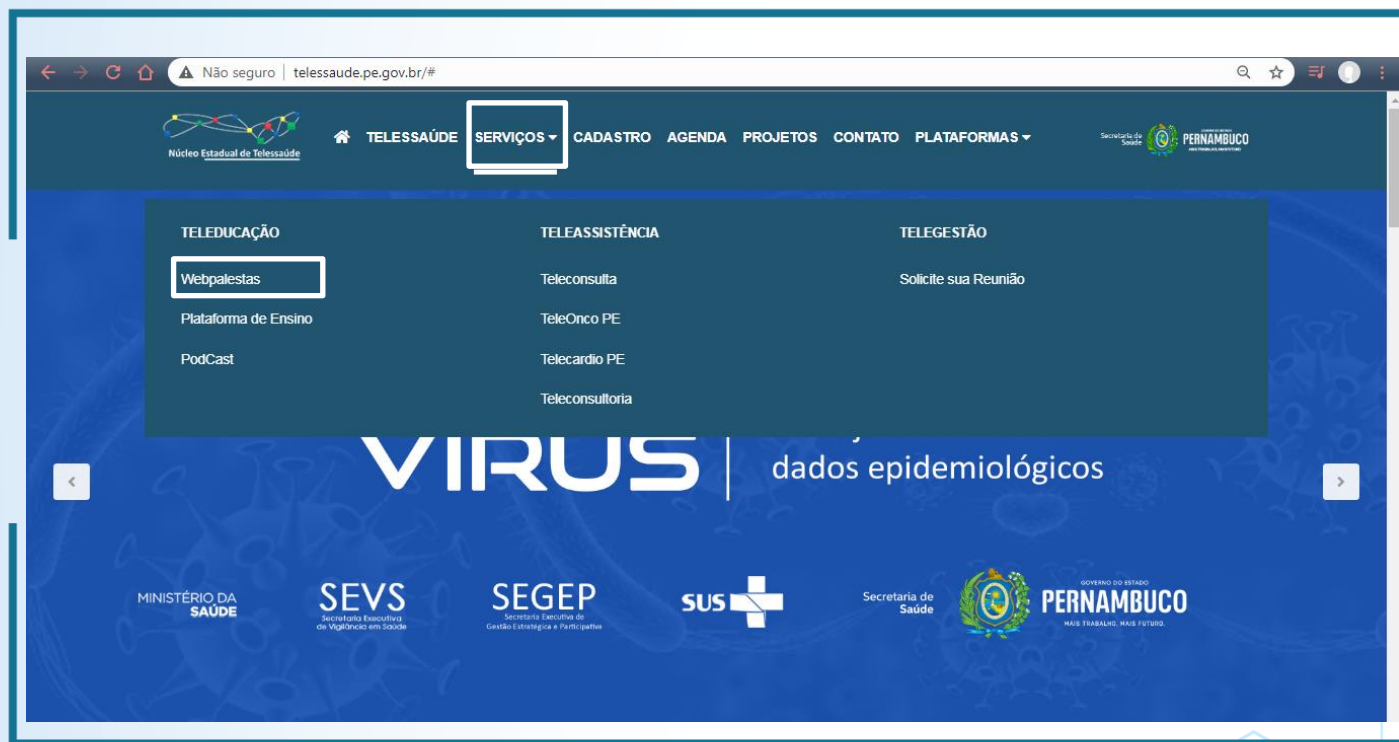 Não seguro | telessaude.pe.gov.br/#
Núcleo Estadual de Telessaúde
TELESSAÚDE SERVIÇOS CADASTRO AGENDA PROJETOS CONTATO PLATAFORMAS
Secretaria de Saúde
PERNAMBUCO
TELEDUCAÇÃO TELEASSISTÊNCIA TELEGESTÃO
Webpalestas Teleconsulta Solicite sua Reunião
Plataforma de Ensino TeleOnco PE
PodCast Telecardio PE
Teleconsultoria
VIRUS
dados epidemiológicos
MINISTÉRIO DA
SAÚDE
SEVS
Secretaria Executiva
de Vigilância em Saúde
SEGEP
Secretaria Executiva de
Gestão Estratégica e Participativa
SUS
Secretaria de
Saúde
GOVERNO DO ESTADO
PERNAMBUCO
MAIS TRABALHO, MAIS FUTURO.